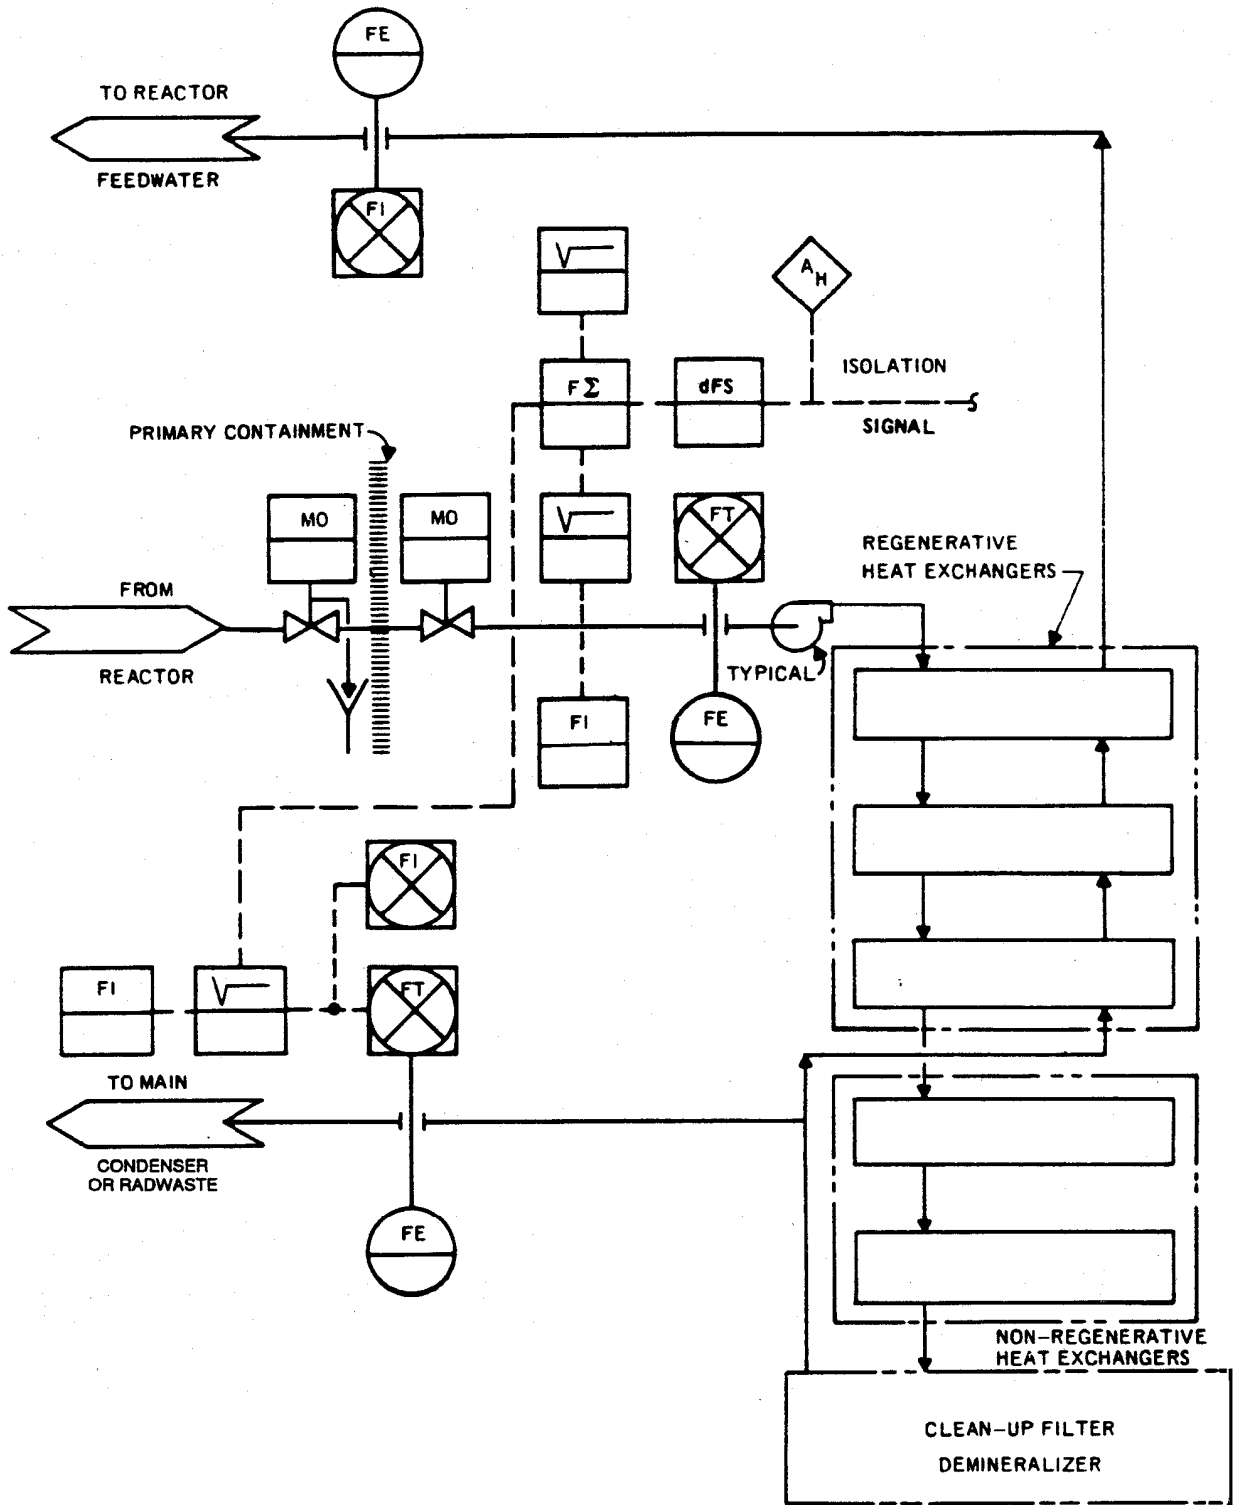 FE
TO REACTOR
FEEDWATER
FI
√
A H
FΣ
dFS
ISOLATION
SIGNAL
PRIMARY CONTAINMENT
MO
MO
√
FT
REGENERATIVE
HEAT EXCHANGERS
FROM
REACTOR
TYPICAL
FI
FE
FI
FI
√
FT
TO MAIN
CONDENSER
OR RADWASTE
FE
NON-REGENERATIVE
HEAT EXCHANGERS
CLEAN-UP FILTER
DEMINERALIZER